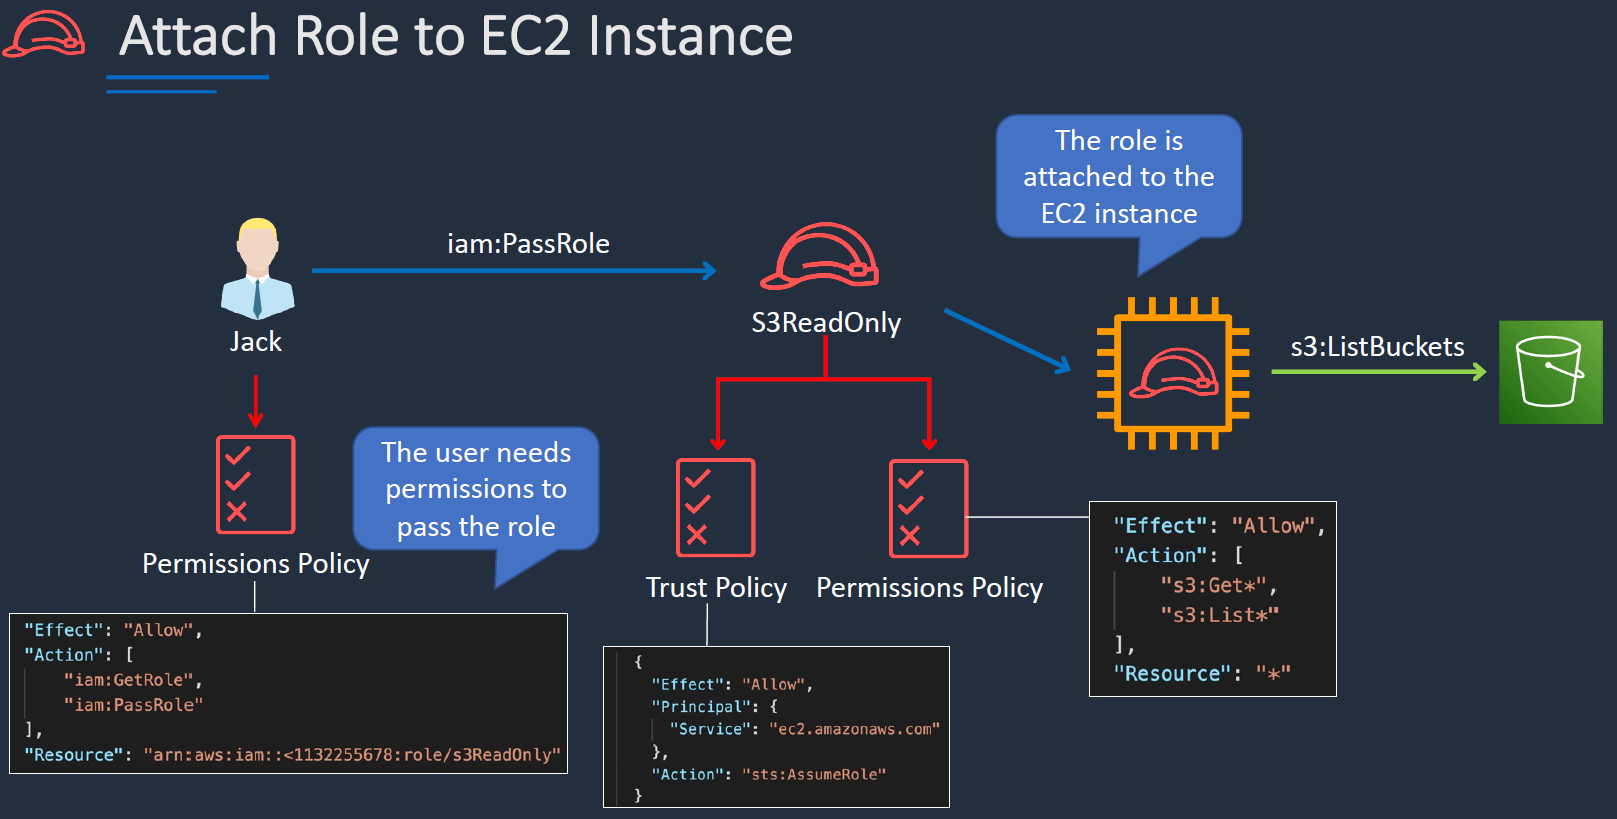 Attach Role to EC2 Instance
The role is
attached to the
EC2 instance
iam:PassRole
Jack
S3ReadOnly
s3:ListBuckets
The user needs
permissions to
pass the role
Permissions Policy
Trust Policy
Permissions Policy
"Effect": "Allow",
"Action": [
"iam:GetRole",
"iam:PassRole"
],
"Resource": "arn:aws:iam::<1132255678:role/s3ReadOnly"
{
"Effect": "Allow",
"Principal": {
"Service": "ec2.amazonaws.com"
},
"Action": "sts:AssumeRole"
}
"Effect": "Allow",
"Action": [
"s3:Get*",
"s3:List*"
],
"Resource": "*"